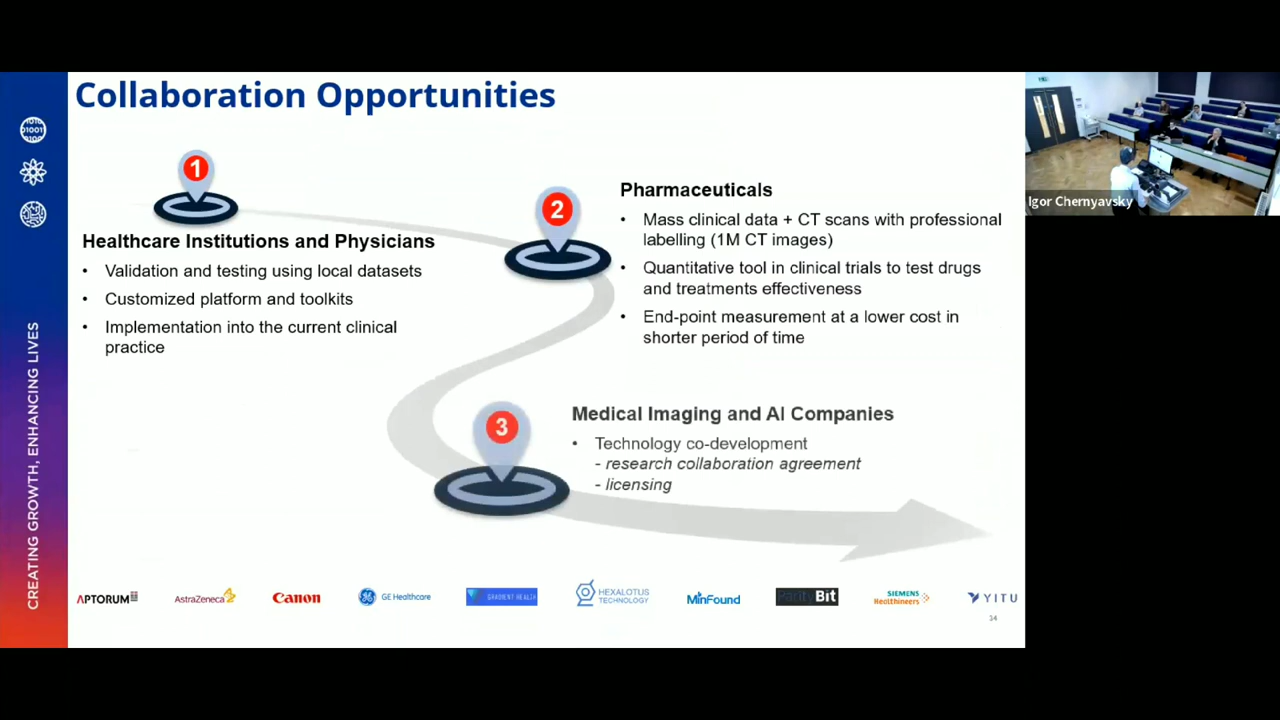 Collaboration Opportunities
1
Healthcare Institutions and Physicians
• Validation and testing using local datasets
• Customized platform and toolkits
• Implementation into the current clinical
practice
2
Pharmaceuticals
• Mass clinical data + CT scans with professional
labelling (1M CT images)
• Quantitative tool in clinical trials to test drugs
and treatments effectiveness
• End-point measurement at a lower cost in
shorter period of time
3
Medical Imaging and AI Companies
• Technology co-development
- research collaboration agreement
- licensing
CREATING GROWTH, ENHANCING LIVES
APTORUM
AstraZeneca
Canon
GE Healthcare
GRADIENT HEALTH
HEXALOTUS
TECHNOLOGY
MinFound
ParityBit
SIEMENS
Healthineers
YITU
14
Igor Chernyavsky